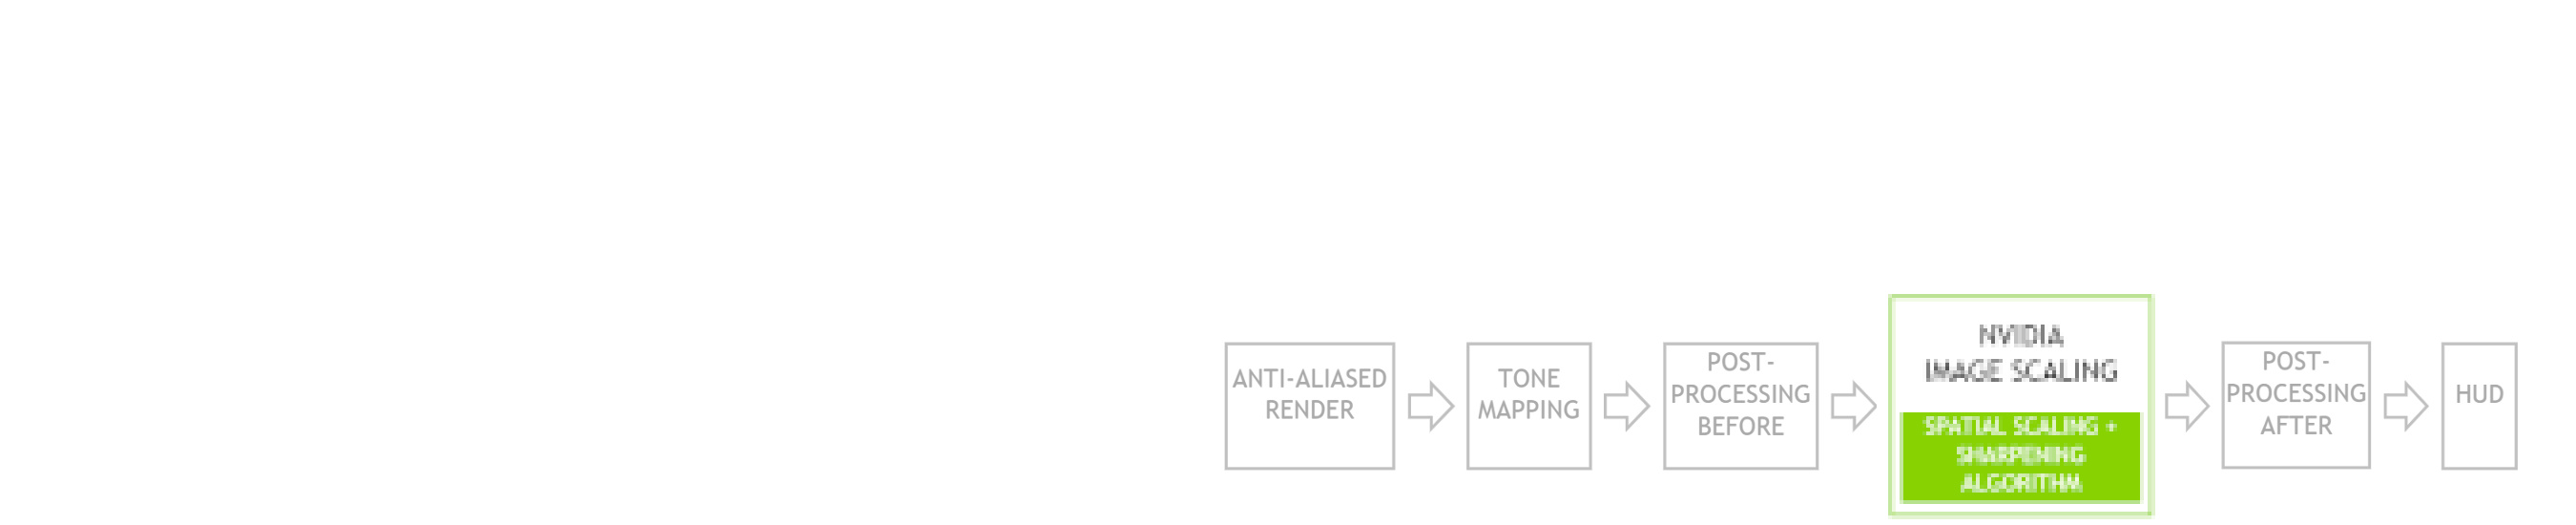 ANTI-ALIASED
RENDER
TONE
MAPPING
POST-
PROCESSING
BEFORE
NVIDIA
IMAGE SCALING
SPATIAL SCALING +
SHARPENING
ALGORITHM
POST-
PROCESSING
AFTER
HUD